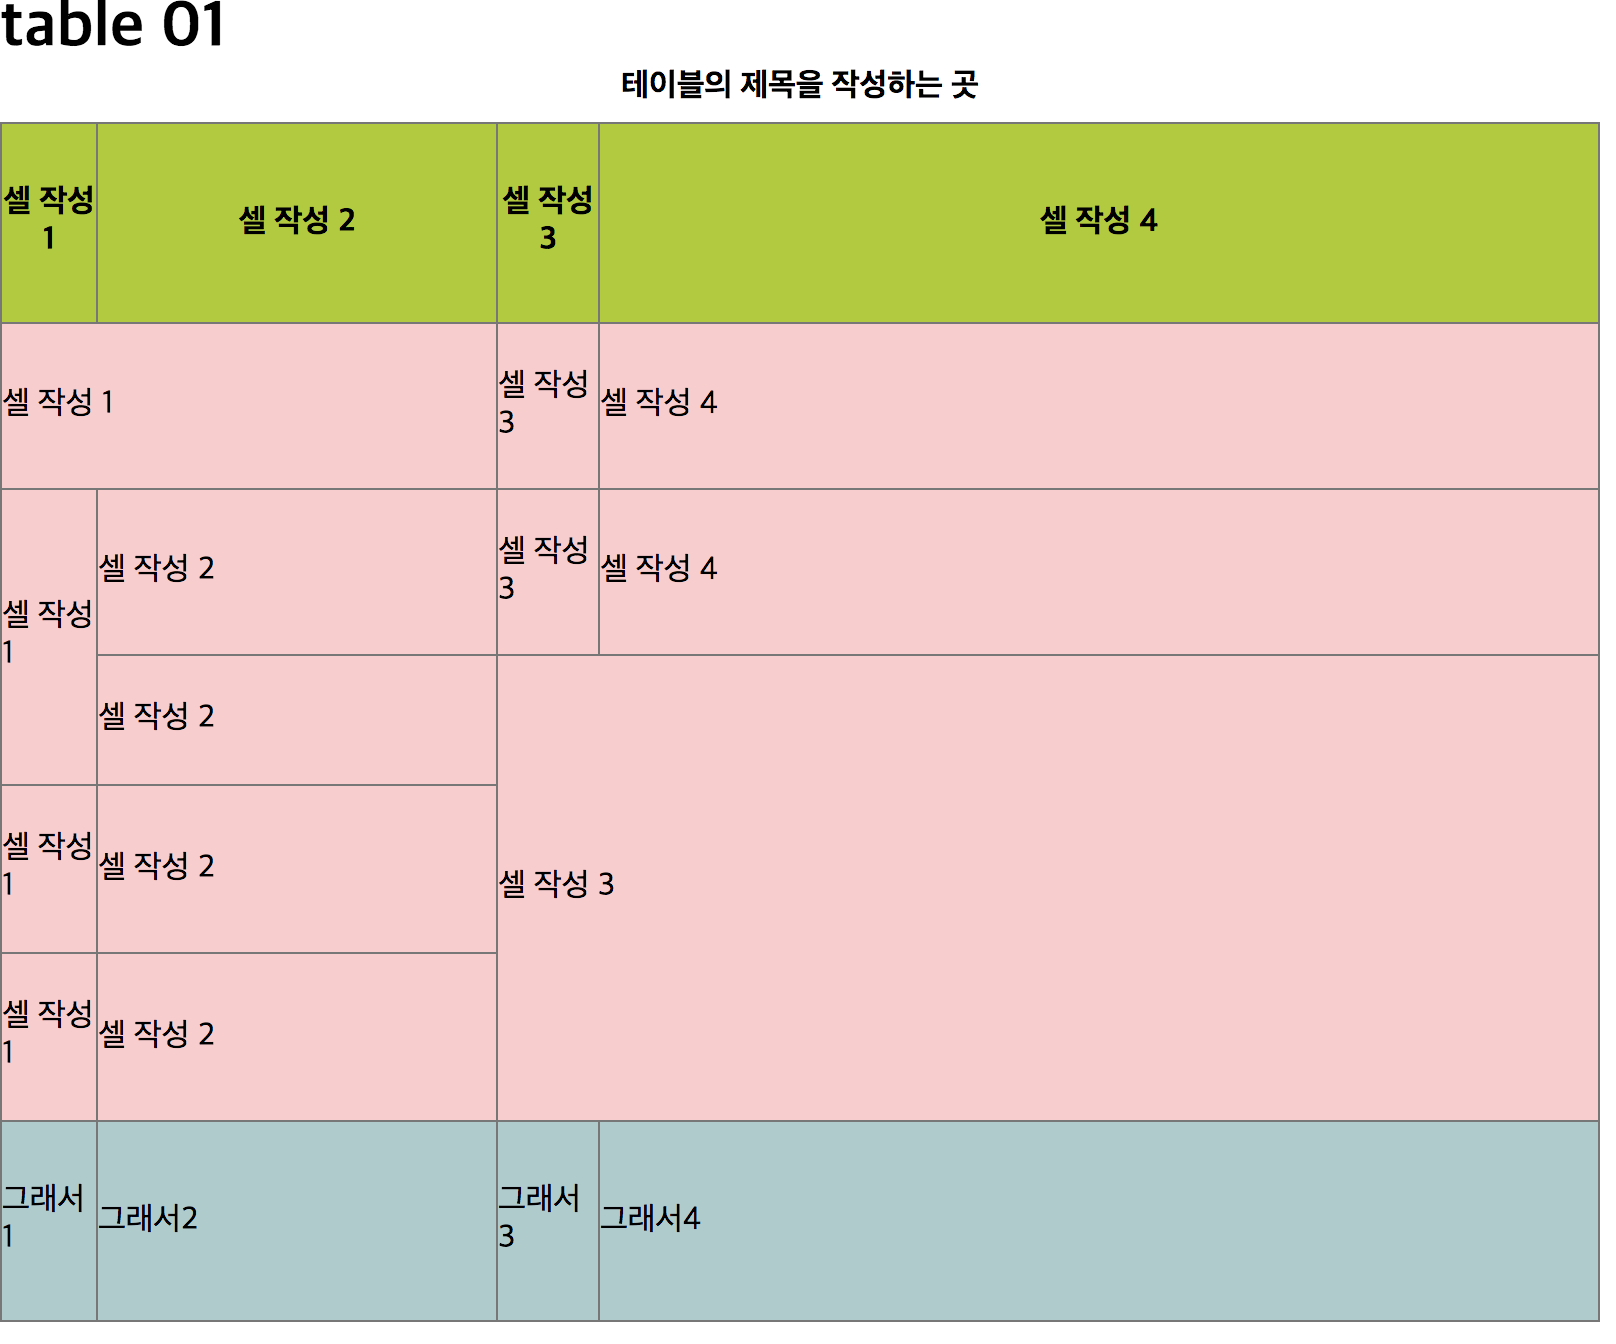 table 01
테이블의 제목을 작성하는 곳
셀 작성
1
셀 작성 2
셀 작성
3
셀 작성 4
셀 작성 1
셀 작성
3
셀 작성 4
셀 작성
1
셀 작성 2
셀 작성
3
셀 작성 4
셀 작성 2
셀 작성 3
셀 작성
1
셀 작성 2
셀 작성
1
셀 작성 2
그래서
1
그래서2
그래서
3
그래서4